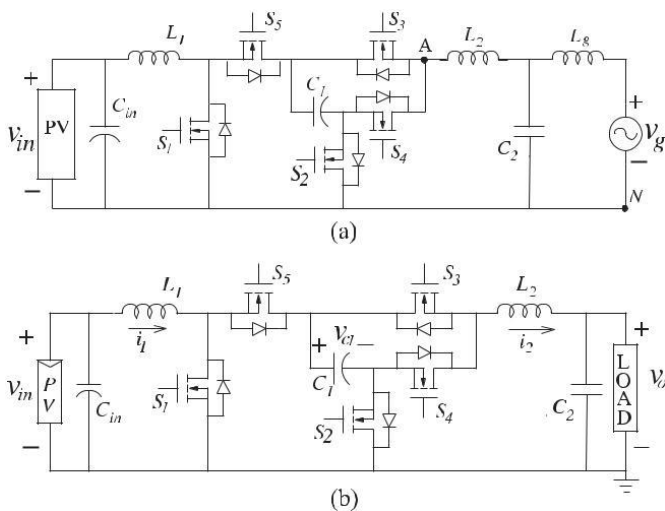 S5
S3
L1
A
L2
Lg
+
C1
+
Cin
vin
PV
S1
S2
S4
C2
vg
−
−
N
(a)
S5
S3
L1
L2
+
i1
+
vc1
−
i2
+
vin
PV
Cin
S1
C1
S2
S4
C2
LOAD
vo
−
−
(b)